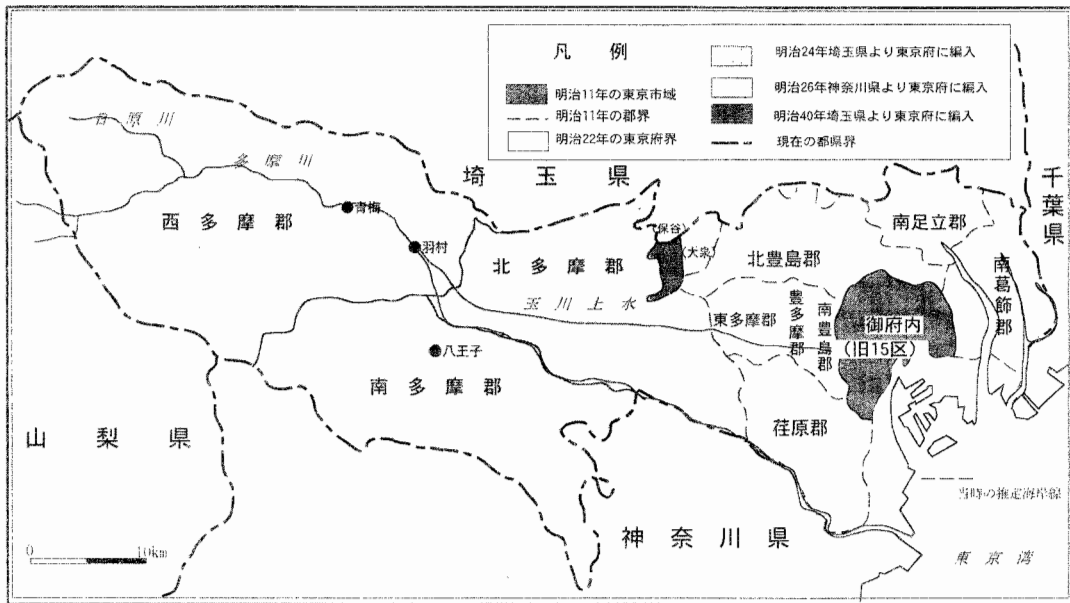 凡例
明治11年の東京市域
明治11年の郡界
明治22年の東京府界
明治24年埼玉県より東京府に編入
明治26年神奈川県より東京府に編入
明治40年埼玉県より東京府に編入
現在の都県界
多摩川
埼玉県
千葉県
西多摩郡
青梅
羽村
北多摩郡
(保谷)
(大泉)
北豊島郡
南足立郡
南葛飾郡
玉川上水
東多摩郡
豊多摩郡
南豊島郡
御府内
(旧15区)
八王子
南多摩郡
荏原郡
山梨県
神奈川県
当時の推定海岸線
東京湾
0 10km